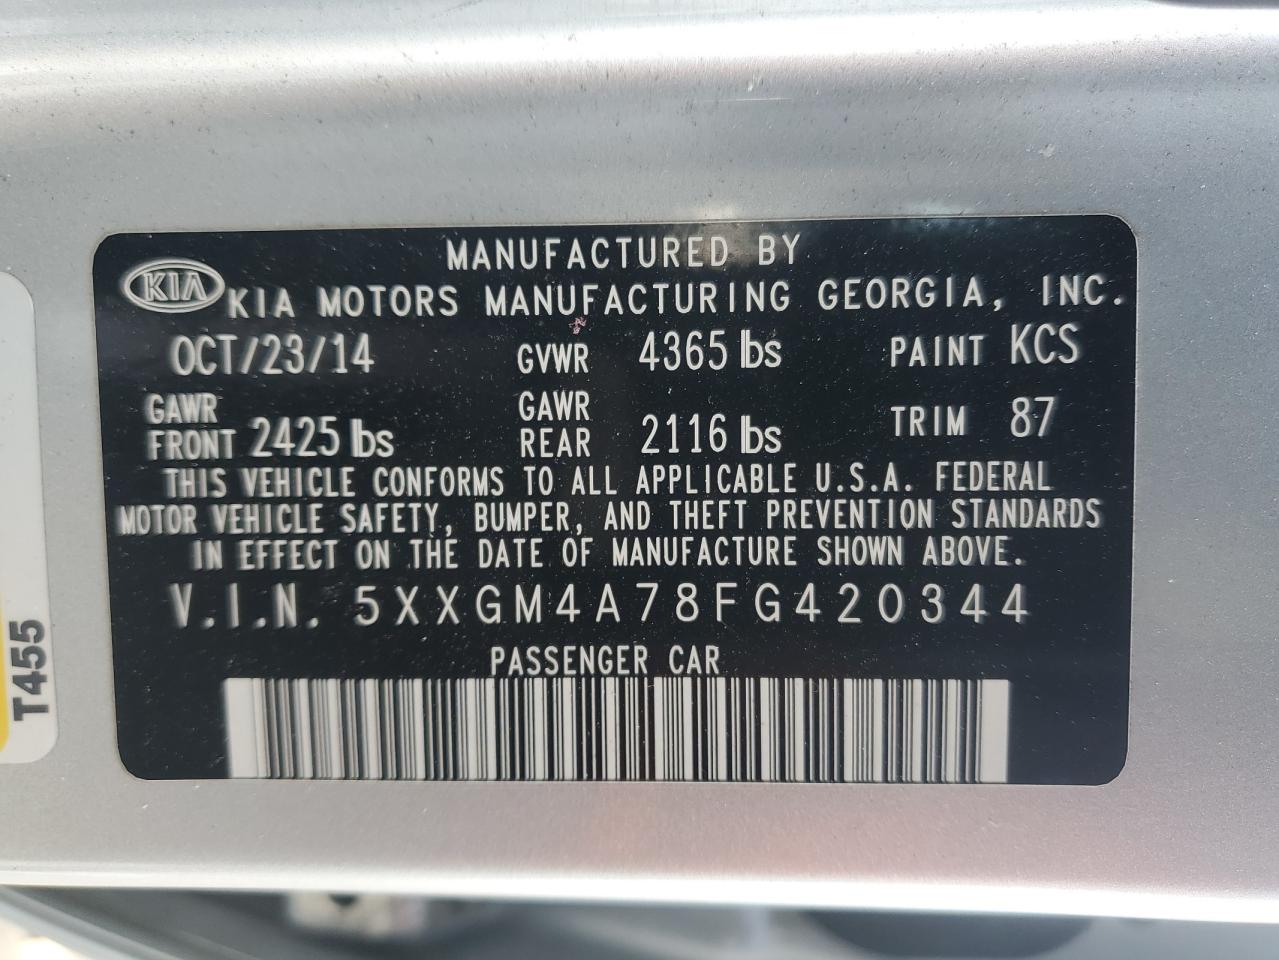 MANUFACTURED BY
KIA KIA MOTORS MANUFACTURING GEORGIA, INC.
OCT/23/14 GVWR 4365 lbs PAINT KCS
GAWR FRONT 2425 lbs GAWR REAR 2116 lbs TRIM 87
THIS VEHICLE CONFORMS TO ALL APPLICABLE U.S.A. FEDERAL
MOTOR VEHICLE SAFETY, BUMPER, AND THEFT PREVENTION STANDARDS
IN EFFECT ON THE DATE OF MANUFACTURE SHOWN ABOVE.
V.I.N. 5XXGM4A78FG420344
PASSENGER CAR
T455